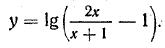 y = lg(2x/(x + 1) − 1).